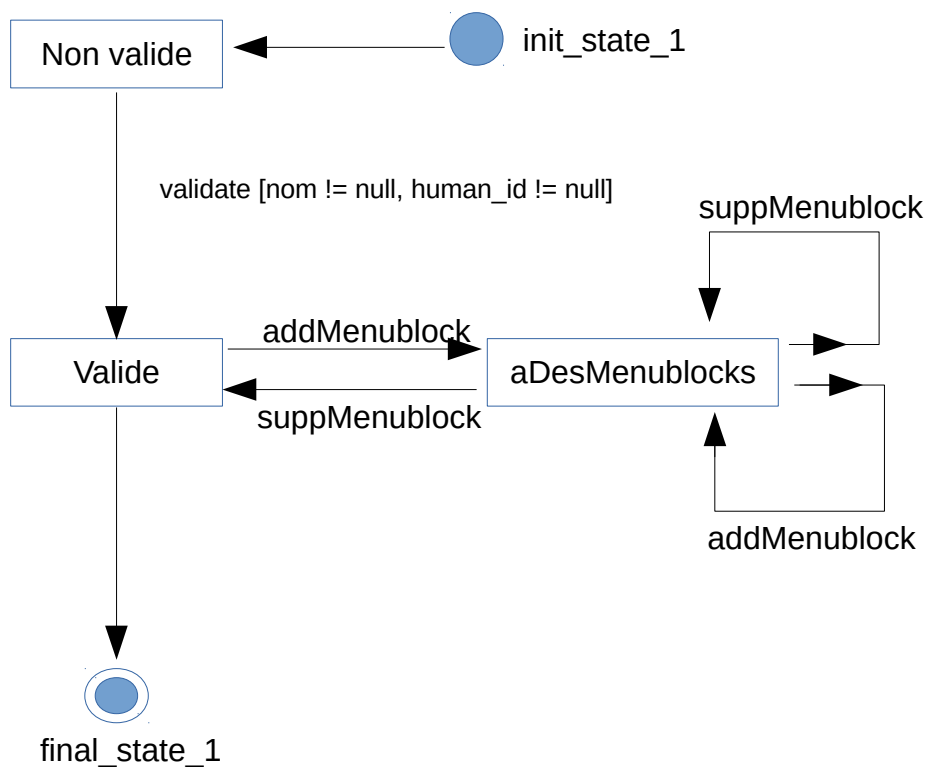 Non valide
init_state_1
validate [nom != null, human_id != null]
suppMenublock
addMenublock
Valide
aDesMenublocks
suppMenublock
addMenublock
final_state_1